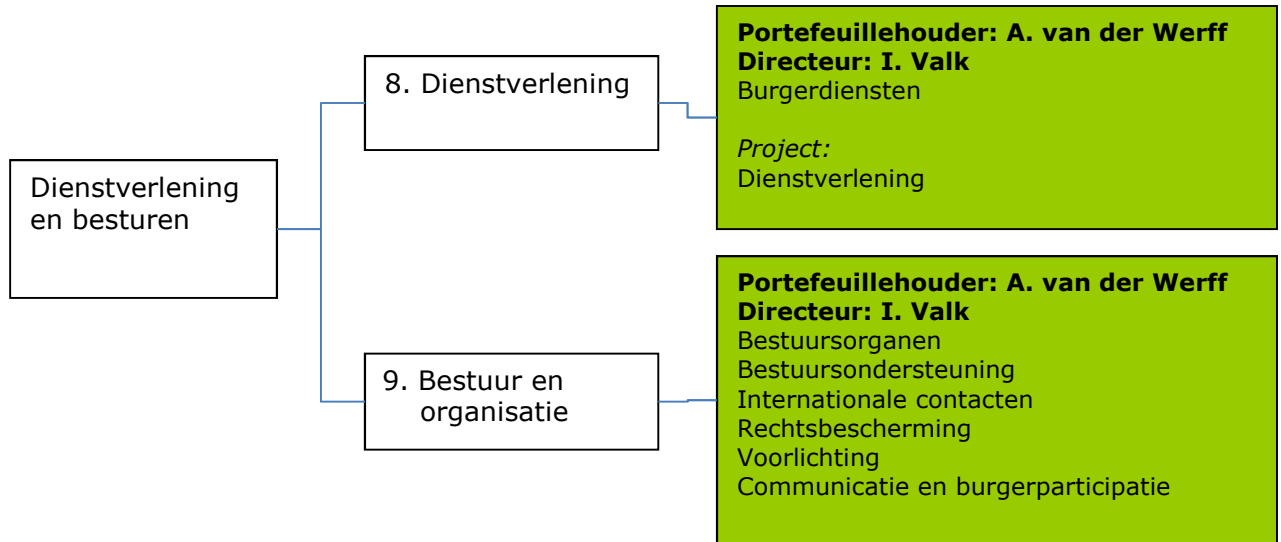 Dienstverlening
en besturen
8. Dienstverlening
Portefeuillehouder: A. van der Werff
Directeur: I. Valk
Burgerdiensten
Project:
Dienstverlening
9. Bestuur en
organisatie
Portefeuillehouder: A. van der Werff
Directeur: I. Valk
Bestuursorganen
Bestuursondersteuning
Internationale contacten
Rechtsbescherming
Voorlichting
Communicatie en burgerparticipatie